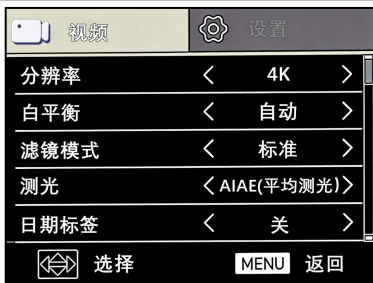 视频 设置
分辨率 4K
白平衡 自动
滤镜模式 标准
测光 AIAE(平均测光)
日期标签 关
选择 MENU 返回